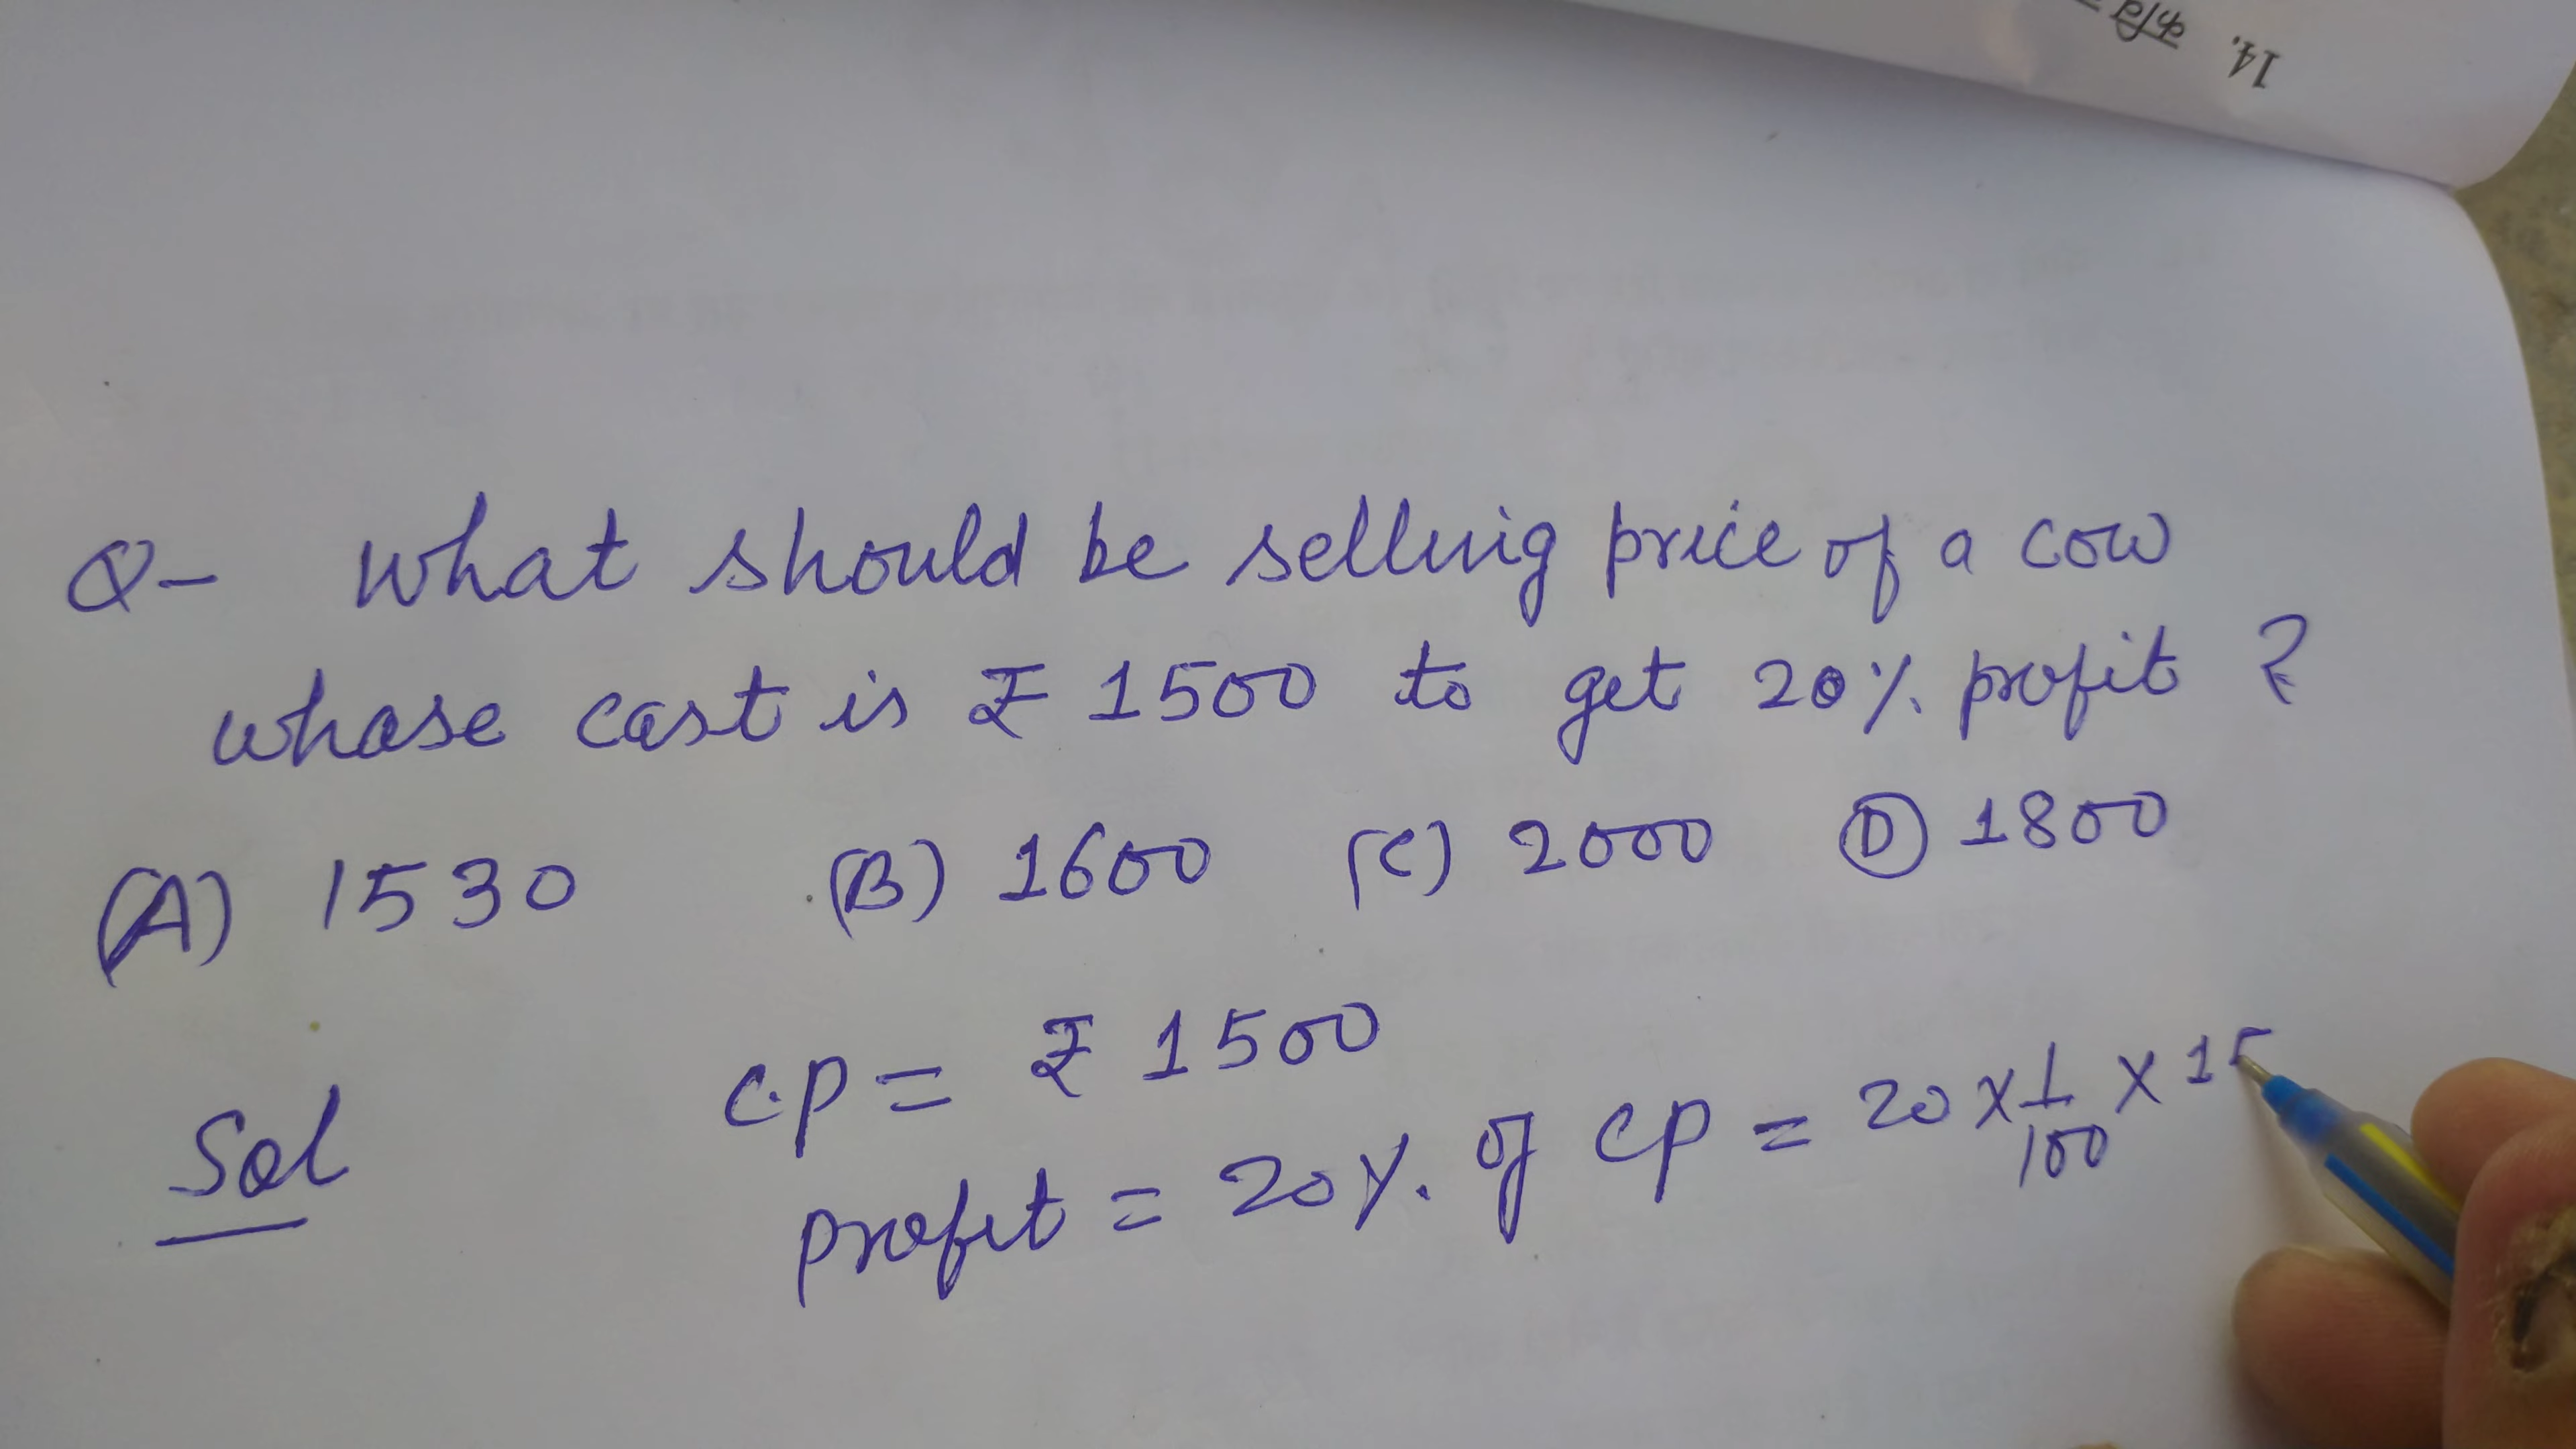 14.
Q- What should be selling price of a cow
whose cost is ₹ 1500 to get 20% profit ?
(A) 1530 (B) 1600 (C) 2000 (D) 1800
Sol
C.P = ₹ 1500
profit = 20% of CP = 20 × 1/100 × 15